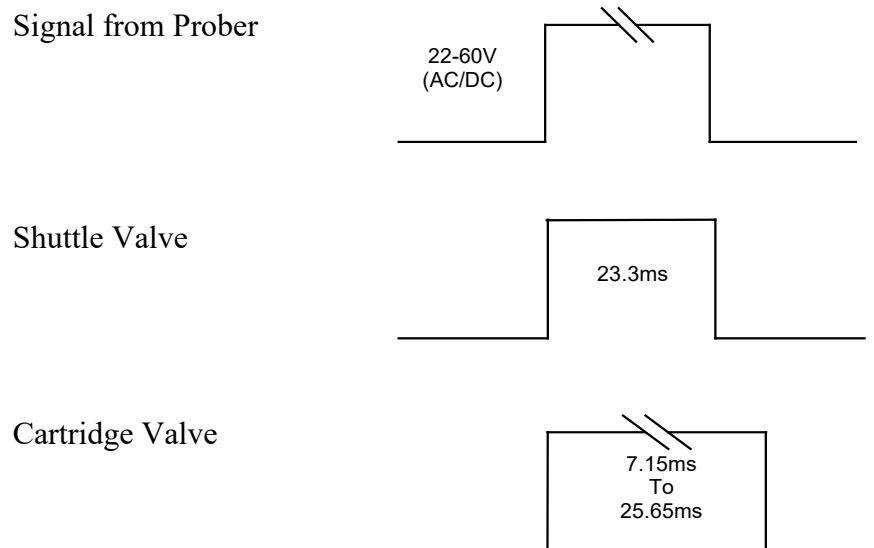 Signal from Prober
22-60V
(AC/DC)
Shuttle Valve
23.3ms
Cartridge Valve
7.15ms
To
25.65ms